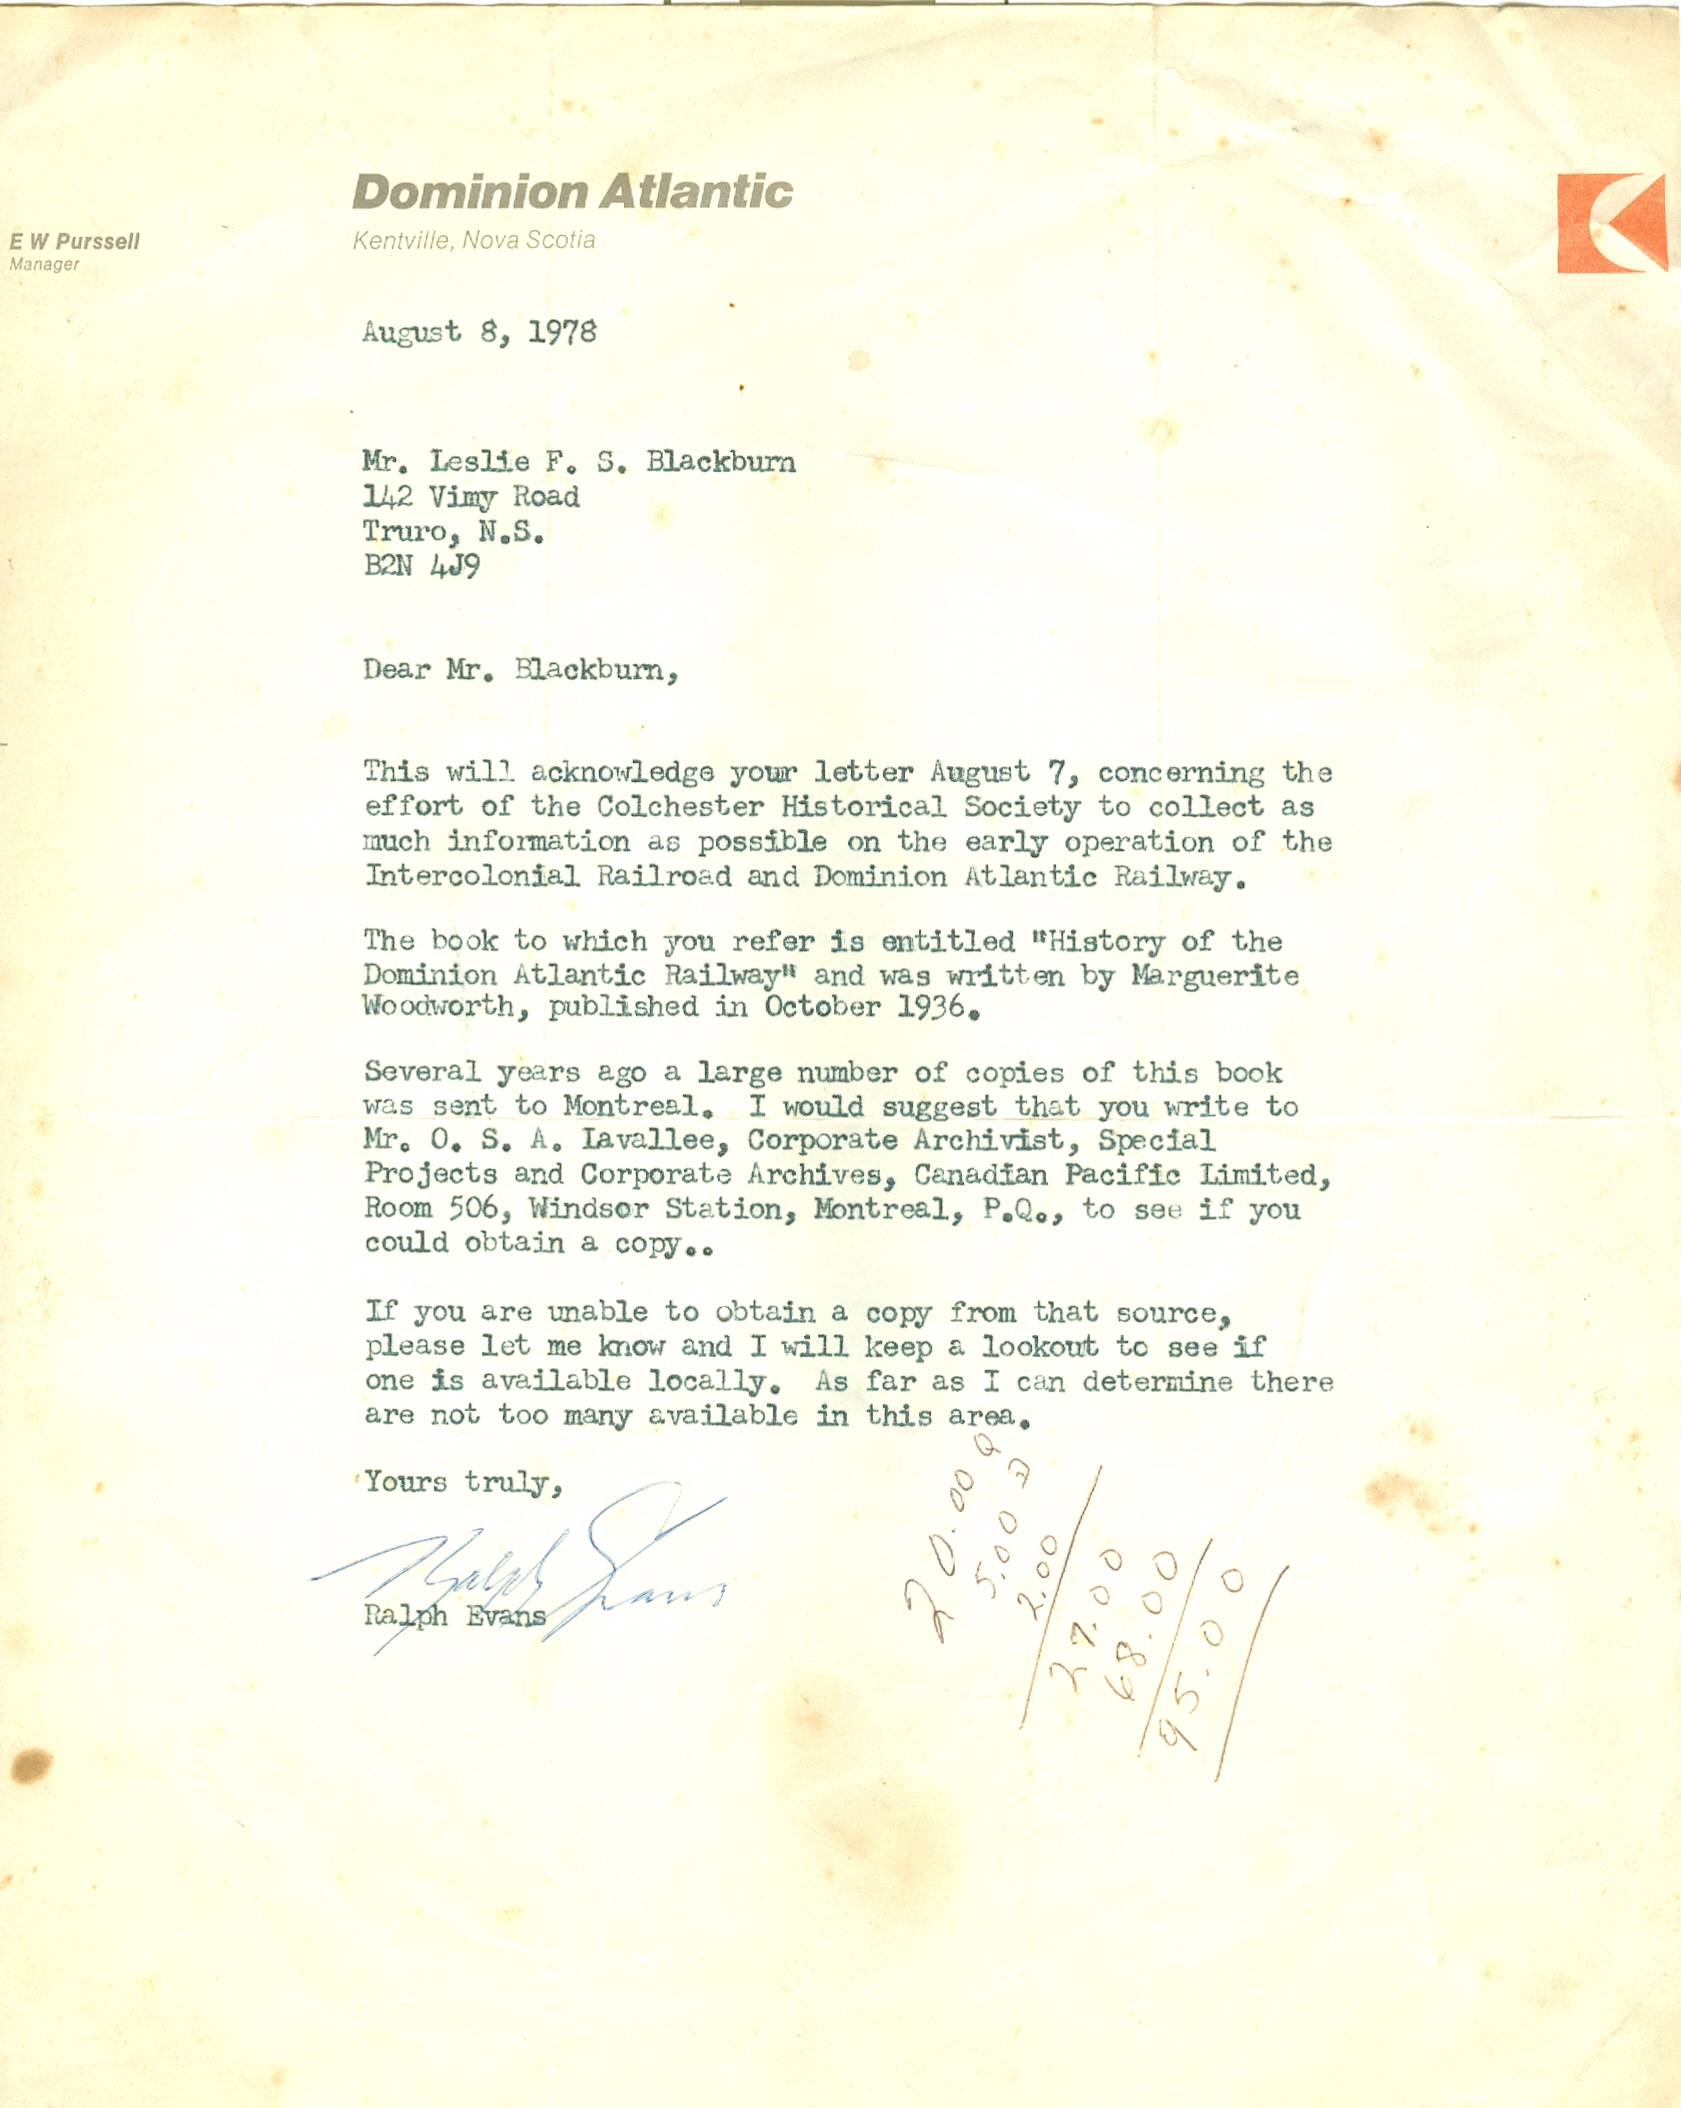 Dominion Atlantic
Kentville, Nova Scotia
E W Purssell
Manager
August 8, 1978
Mr. Leslie F. S. Blackburn
142 Vimy Road
Truro, N.S.
B2N 4J9
Dear Mr. Blackburn,
This will acknowledge your letter August 7, concerning the
effort of the Colchester Historical Society to collect as
much information as possible on the early operation of the
Intercolonial Railroad and Dominion Atlantic Railway.
The book to which you refer is entitled "History of the
Dominion Atlantic Railway" and was written by Marguerite
Woodworth, published in October 1936.
Several years ago a large number of copies of this book
was sent to Montreal. I would suggest that you write to
Mr. O. S. A. Lavallee, Corporate Archivist, Special
Projects and Corporate Archives, Canadian Pacific Limited,
Room 506, Windsor Station, Montreal, P.Q., to see if you
could obtain a copy..
If you are unable to obtain a copy from that source,
please let me know and I will keep a lookout to see if
one is available locally. As far as I can determine there
are not too many available in this area.
Yours truly,
Ralph Evans
Ralph Evans
20.00
5.00
2.00
27.00
68.00
95.00